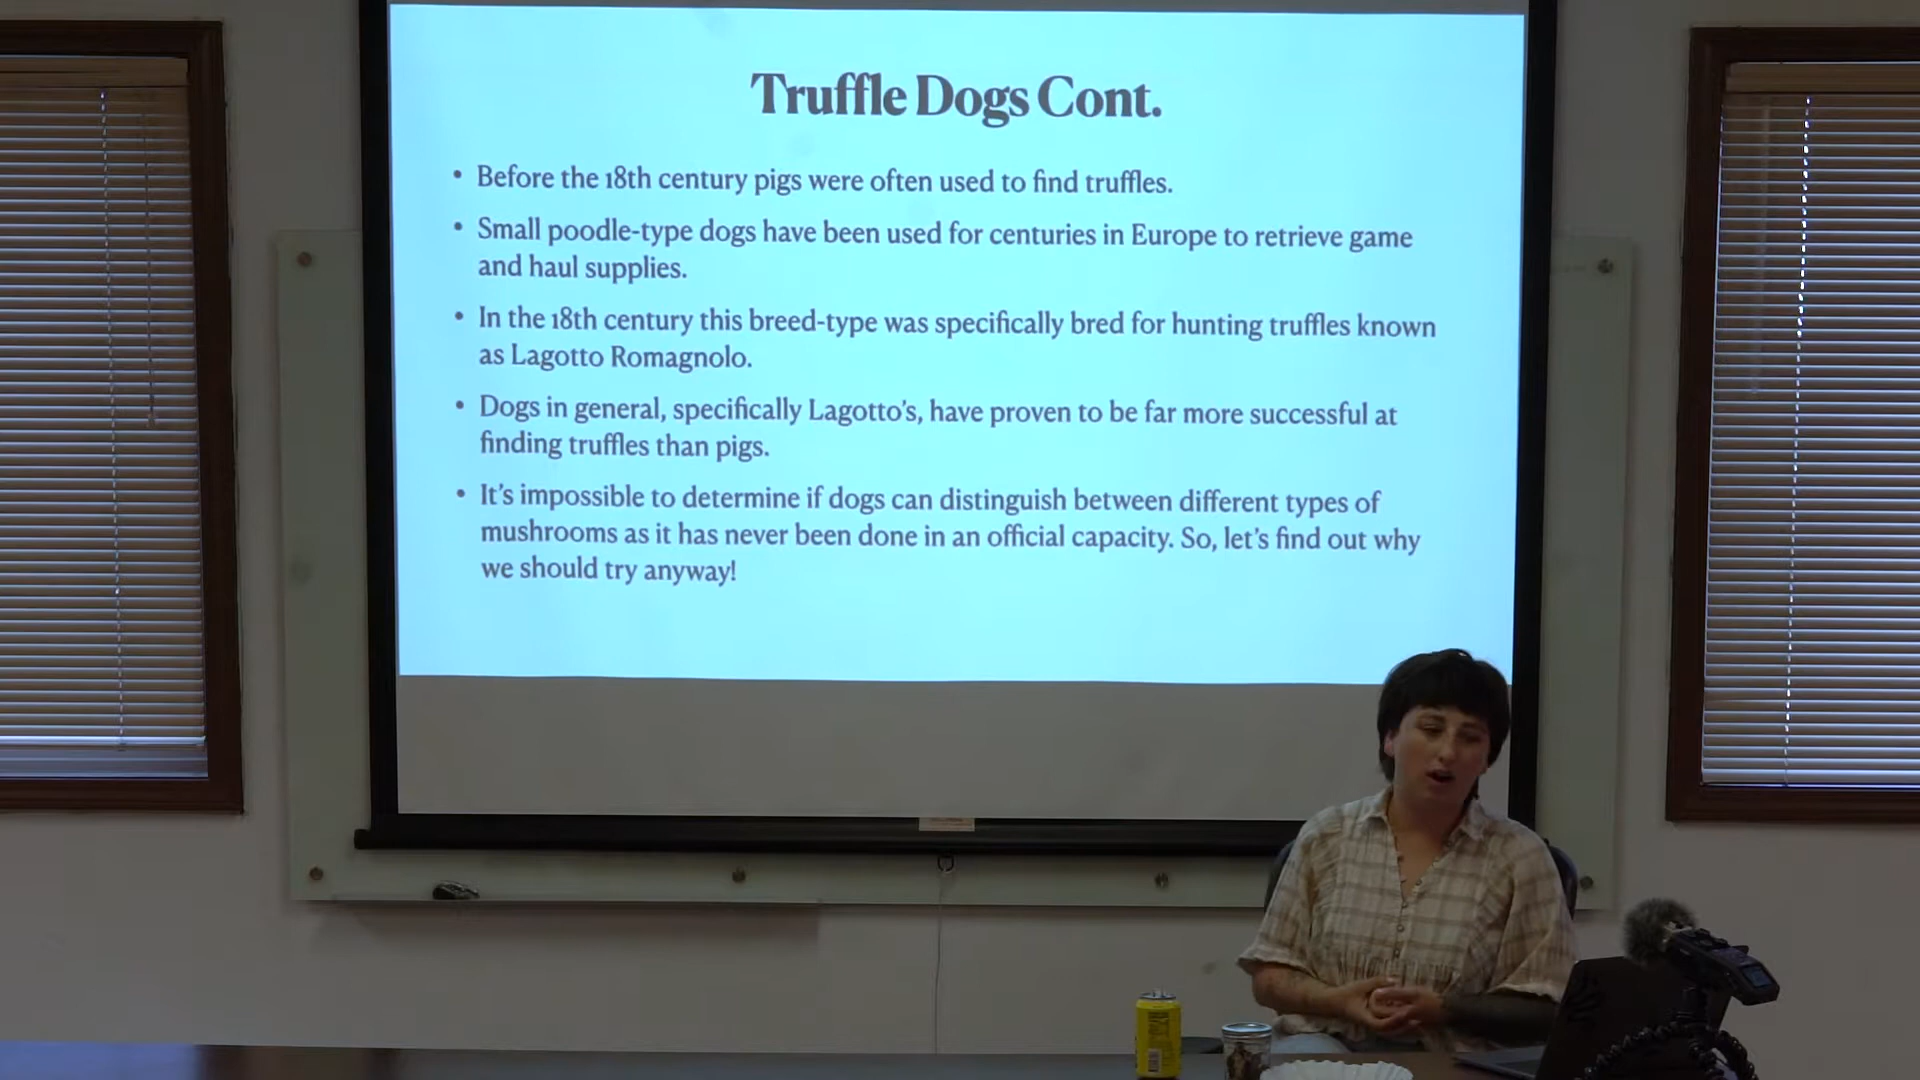 Truffle Dogs Cont.
• Before the 18th century pigs were often used to find truffles.
• Small poodle-type dogs have been used for centuries in Europe to retrieve game
and haul supplies.
• In the 18th century this breed-type was specifically bred for hunting truffles known
as Lagotto Romagnolo.
• Dogs in general, specifically Lagotto's, have proven to be far more successful at
finding truffles than pigs.
• It's impossible to determine if dogs can distinguish between different types of
mushrooms as it has never been done in an official capacity. So, let's find out why
we should try anyway!